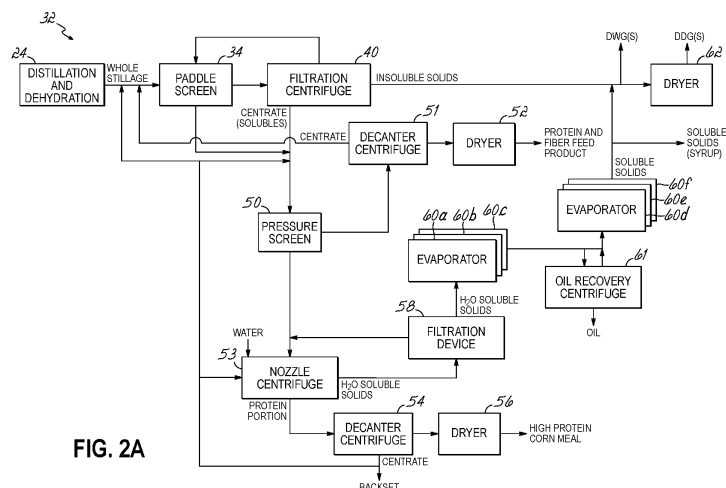 32
24
DISTILLATION AND
DEHYDRATION
WHOLE
STILLAGE
34
PADDLE
SCREEN
40
FILTRATION
CENTRIFUGE
INSOLUBLE SOLIDS
DWG(S)
DDG(S)
62
DRYER
CENTRATE
(SOLUBLES)
CENTRATE
51
DECANTER
CENTRIFUGE
52
DRYER
PROTEIN AND
FIBER FEED
PRODUCT
SOLUBLE
SOLIDS
(SYRUP)
SOLUBLE
SOLIDS
60f
60e
60d
EVAPORATOR
50
PRESSURE
SCREEN
60a
60b
60c
EVAPORATOR
61
OIL RECOVERY
CENTRIFUGE
OIL
H2O SOLUBLE
SOLIDS
58
FILTRATION
DEVICE
WATER
53
NOZZLE
CENTRIFUGE
H2O SOLUBLE
SOLIDS
PROTEIN
PORTION
54
DECANTER
CENTRIFUGE
56
DRYER
HIGH PROTEIN
CORN MEAL
CENTRATE
BACKSET
FIG. 2A